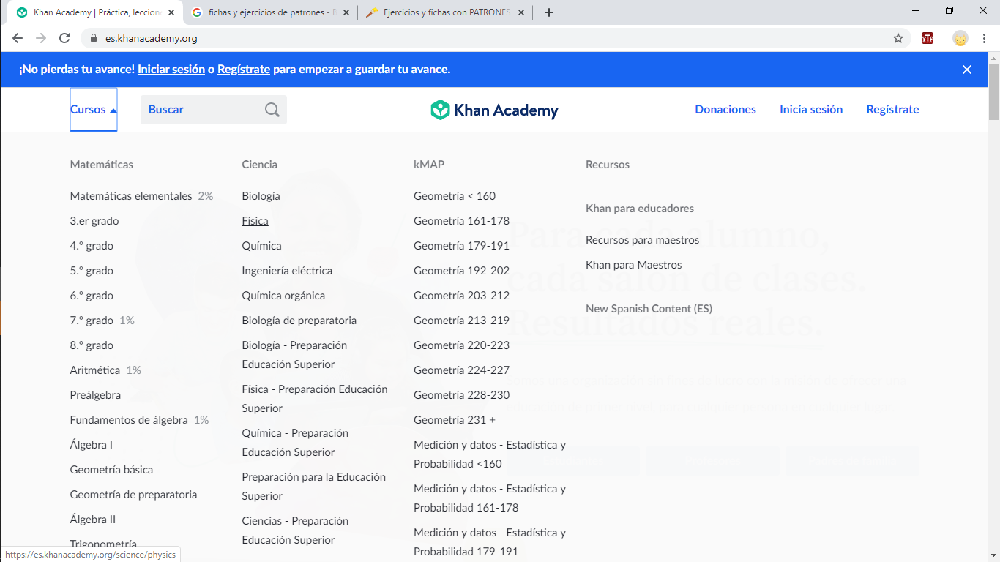 Khan Academy | Práctica, leccion
fichas y ejercicios de patrones - B
Ejercicios y fichas con PATRONES
es.khanacademy.org
¡No pierdas tu avance! Iniciar sesión o Regístrate para empezar a guardar tu avance.
Cursos
Buscar
Khan Academy
Donaciones
Inicia sesión
Regístrate
Matemáticas
Matemáticas elementales 2%
3.er grado
4.º grado
5.º grado
6.º grado
7.º grado 1%
8.º grado
Aritmética 1%
Preálgebra
Fundamentos de álgebra 1%
Álgebra I
Geometría básica
Geometría de preparatoria
Álgebra II
Trigonometría
Ciencia
Biología
Física
Química
Ingeniería eléctrica
Química orgánica
Biología de preparatoria
Biología - Preparación
Educación Superior
Física - Preparación Educación
Superior
Química - Preparación
Educación Superior
Preparación para la Educación
Superior
Ciencias - Preparación
Educación Superior
kMAP
Geometría < 160
Geometría 161-178
Geometría 179-191
Geometría 192-202
Geometría 203-212
Geometría 213-219
Geometría 220-223
Geometría 224-227
Geometría 228-230
Geometría 231 +
Medición y datos - Estadística y
Probabilidad <160
Medición y datos - Estadística y
Probabilidad 161-178
Medición y datos - Estadística y
Probabilidad 179-191
Recursos
Khan para educadores
Recursos para maestros
Khan para Maestros
New Spanish Content (ES)
Para cada alumno,
cada salón de clases.
Resultados reales.
https://es.khanacademy.org/science/physics